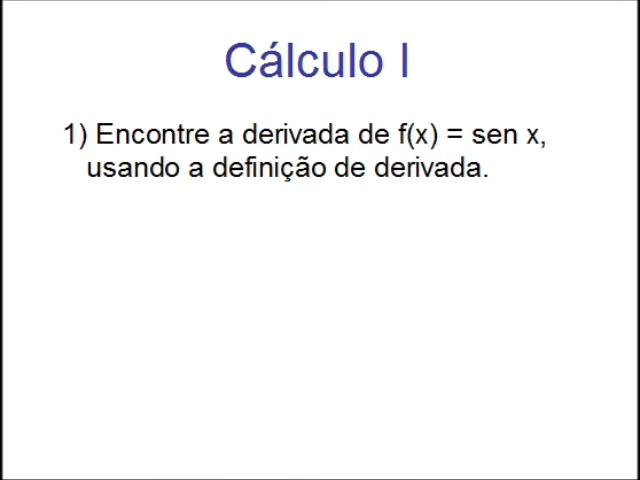 Cálculo I
1) Encontre a derivada de f(x) = sen x,
usando a definição de derivada.